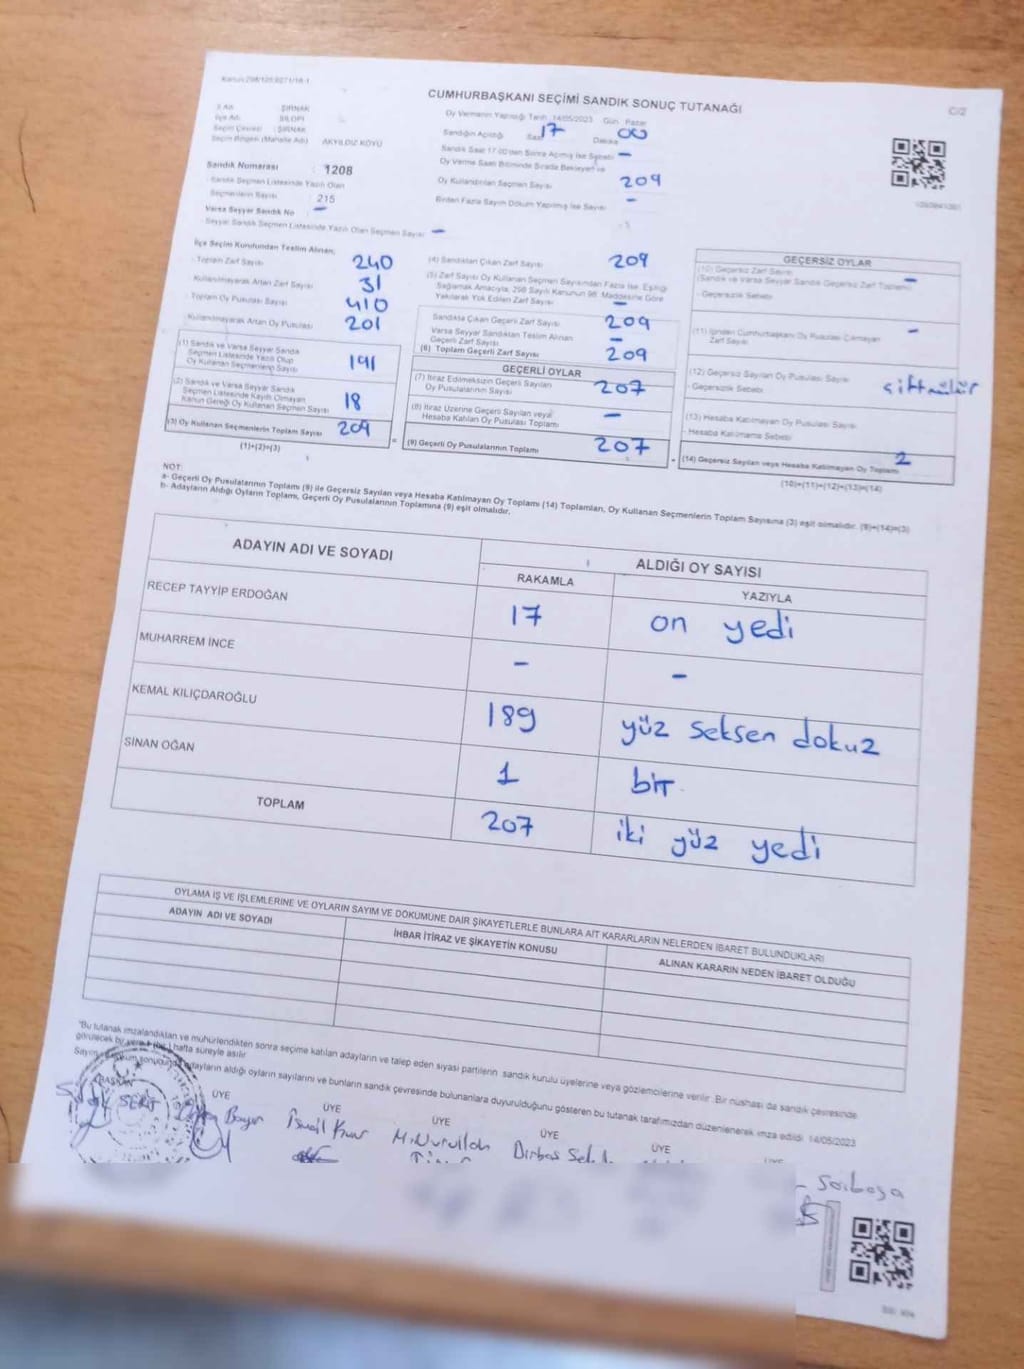 CUMHURBAŞKANI SEÇİMİ SANDIK SONUÇ TUTANAĞI
C/2
İl Adı : ŞIRNAK
İlçe Adı : SİLOPİ
Seçim Çevresi : ŞIRNAK
Seçim Bölgesi (Mahalle Adı) AKYILDIZ KÖYÜ
Sandık Numarası : 1208
Sandık Seçmen Listesinde Yazılı Olan
Seçmenlerin Sayısı : 215
Varsa Seyyar Sandık No : -
Seyyar Sandık Seçmen Listesinde Yazılı Olan Seçmen Sayısı -
Oy Vermenin Yapıldığı Tarih :14/05/2023 Gün : Pazar
Sandığın Açıldığı Saat 17 Dakika 00
Sandık Saat 17.00'den Sonra Açılmış İse Sebebi -
Oy Verme Saati Bitiminde Sırada Bekleyen ve
Oy Kullandırılan Seçmen Sayısı 209
Birden Fazla Sayım Döküm Yapılmış İse Sayısı -
İlçe Seçim Kurulundan Teslim Alınan;
- Toplam Zarf Sayısı 240
- Kullanılmayarak Artan Zarf Sayısı 31
- Toplam Oy Pusulası Sayısı 410
- Kullanılmayarak Artan Oy Pusulası 201
(1) Sandık ve Varsa Seyyar Sandık
Seçmen Listesinde Yazılı Olup
Oy Kullanan Seçmenlerin Sayısı 191
(2) Sandık ve Varsa Seyyar Sandık
Seçmen Listesinde Kayıtlı Olmayan
Kanun Gereği Oy Kullanan Seçmen Sayısı 18
(3) Oy Kullanan Seçmenlerin Toplam Sayısı 209
(1)+(2)=(3)
(4) Sandıktan Çıkan Zarf Sayısı 209
(5) Zarf Sayısı Oy Kullanan Seçmen Sayısından Fazla İse, Eşitliği
Sağlamak Amacıyla, 298 Sayılı Kanunun 98. Maddesine Göre
Yakılarak Yok Edilen Zarf Sayısı -
Sandıkta Çıkan Geçerli Zarf Sayısı 209
Varsa Seyyar Sandıktan Teslim Alınan
Geçerli Zarf Sayısı -
(6) Toplam Geçerli Zarf Sayısı 209
GEÇERLİ OYLAR
(7) İtiraz Edilmeksizin Geçerli Sayılan
Oy Pusulalarının Sayısı 207
(8) İtiraz Üzerine Geçerli Sayılan veya
Hesaba Katılan Oy Pusulası Toplamı -
(9) Geçerli Oy Pusulalarının Toplamı 207
GEÇERSİZ OYLAR
(10) Geçersiz Zarf Sayısı
(Sandık ve Varsa Seyyar Sandık Geçersiz Zarf Toplamı) -
- Geçersizlik Sebebi:
(11) İçinden Cumhurbaşkanı Oy Pusulası Çıkmayan
Zarf Sayısı -
(12) Geçersiz Sayılan Oy Pusulası Sayısı
- Geçersizlik Sebebi: çift mühür
(13) Hesaba Katılmayan Oy Pusulası Sayısı
- Hesaba Katılmama Sebebi:
(14) Geçersiz Sayılan veya Hesaba Katılmayan Oy Toplamı 2
(10)+(11)+(12)+(13)=(14)
NOT:
a- Geçerli Oy Pusulalarının Toplamı (9) ile Geçersiz Sayılan veya Hesaba Katılmayan Oy Toplamı (14) Toplamları, Oy Kullanan Seçmenlerin Toplam Sayısına (3) eşit olmalıdır. (9)+(14)=(3)
b- Adayların Aldığı Oyların Toplamı, Geçerli Oy Pusulalarının Toplamına (9) eşit olmalıdır.
ADAYIN ADI VE SOYADI
ALDIĞI OY SAYISI
RAKAMLA YAZIYLA
RECEP TAYYİP ERDOĞAN 17 on yedi
MUHARREM İNCE - -
KEMAL KILIÇDAROĞLU 189 yüz seksen dokuz
SİNAN OĞAN 1 bir
TOPLAM 207 iki yüz yedi
OYLAMA İŞ VE İŞLEMLERİNE VE OYLARIN SAYIM VE DÖKÜMÜNE DAİR ŞİKAYETLERLE BUNLARA AİT KARARLARIN NELERDEN İBARET BULUNDUKLARI
ADAYIN ADI VE SOYADI
İHBAR İTİRAZ VE ŞİKAYETİN KONUSU
ALINAN KARARIN NEDEN İBARET OLDUĞU
"Bu tutanak imzalandıktan ve mühürlendikten sonra seçime katılan adayların ve talep eden siyasi partilerin sandık kurulu üyelerine veya gözlemcilerine verilir. Bir nüshası da sandık çevresinde
görülecek bir yere 1 (bir) hafta süreyle asılır.
Sayım döküm sonucunda adayların aldığı oyların sayılarını ve bunların sandık çevresinde bulunanlara duyurulduğunu gösteren bu tutanak tarafımızdan düzenlenerek imza edildi. 14/05/2023
BAŞKAN ÜYE ÜYE ÜYE ÜYE ÜYE
SERT
M.Nurullah